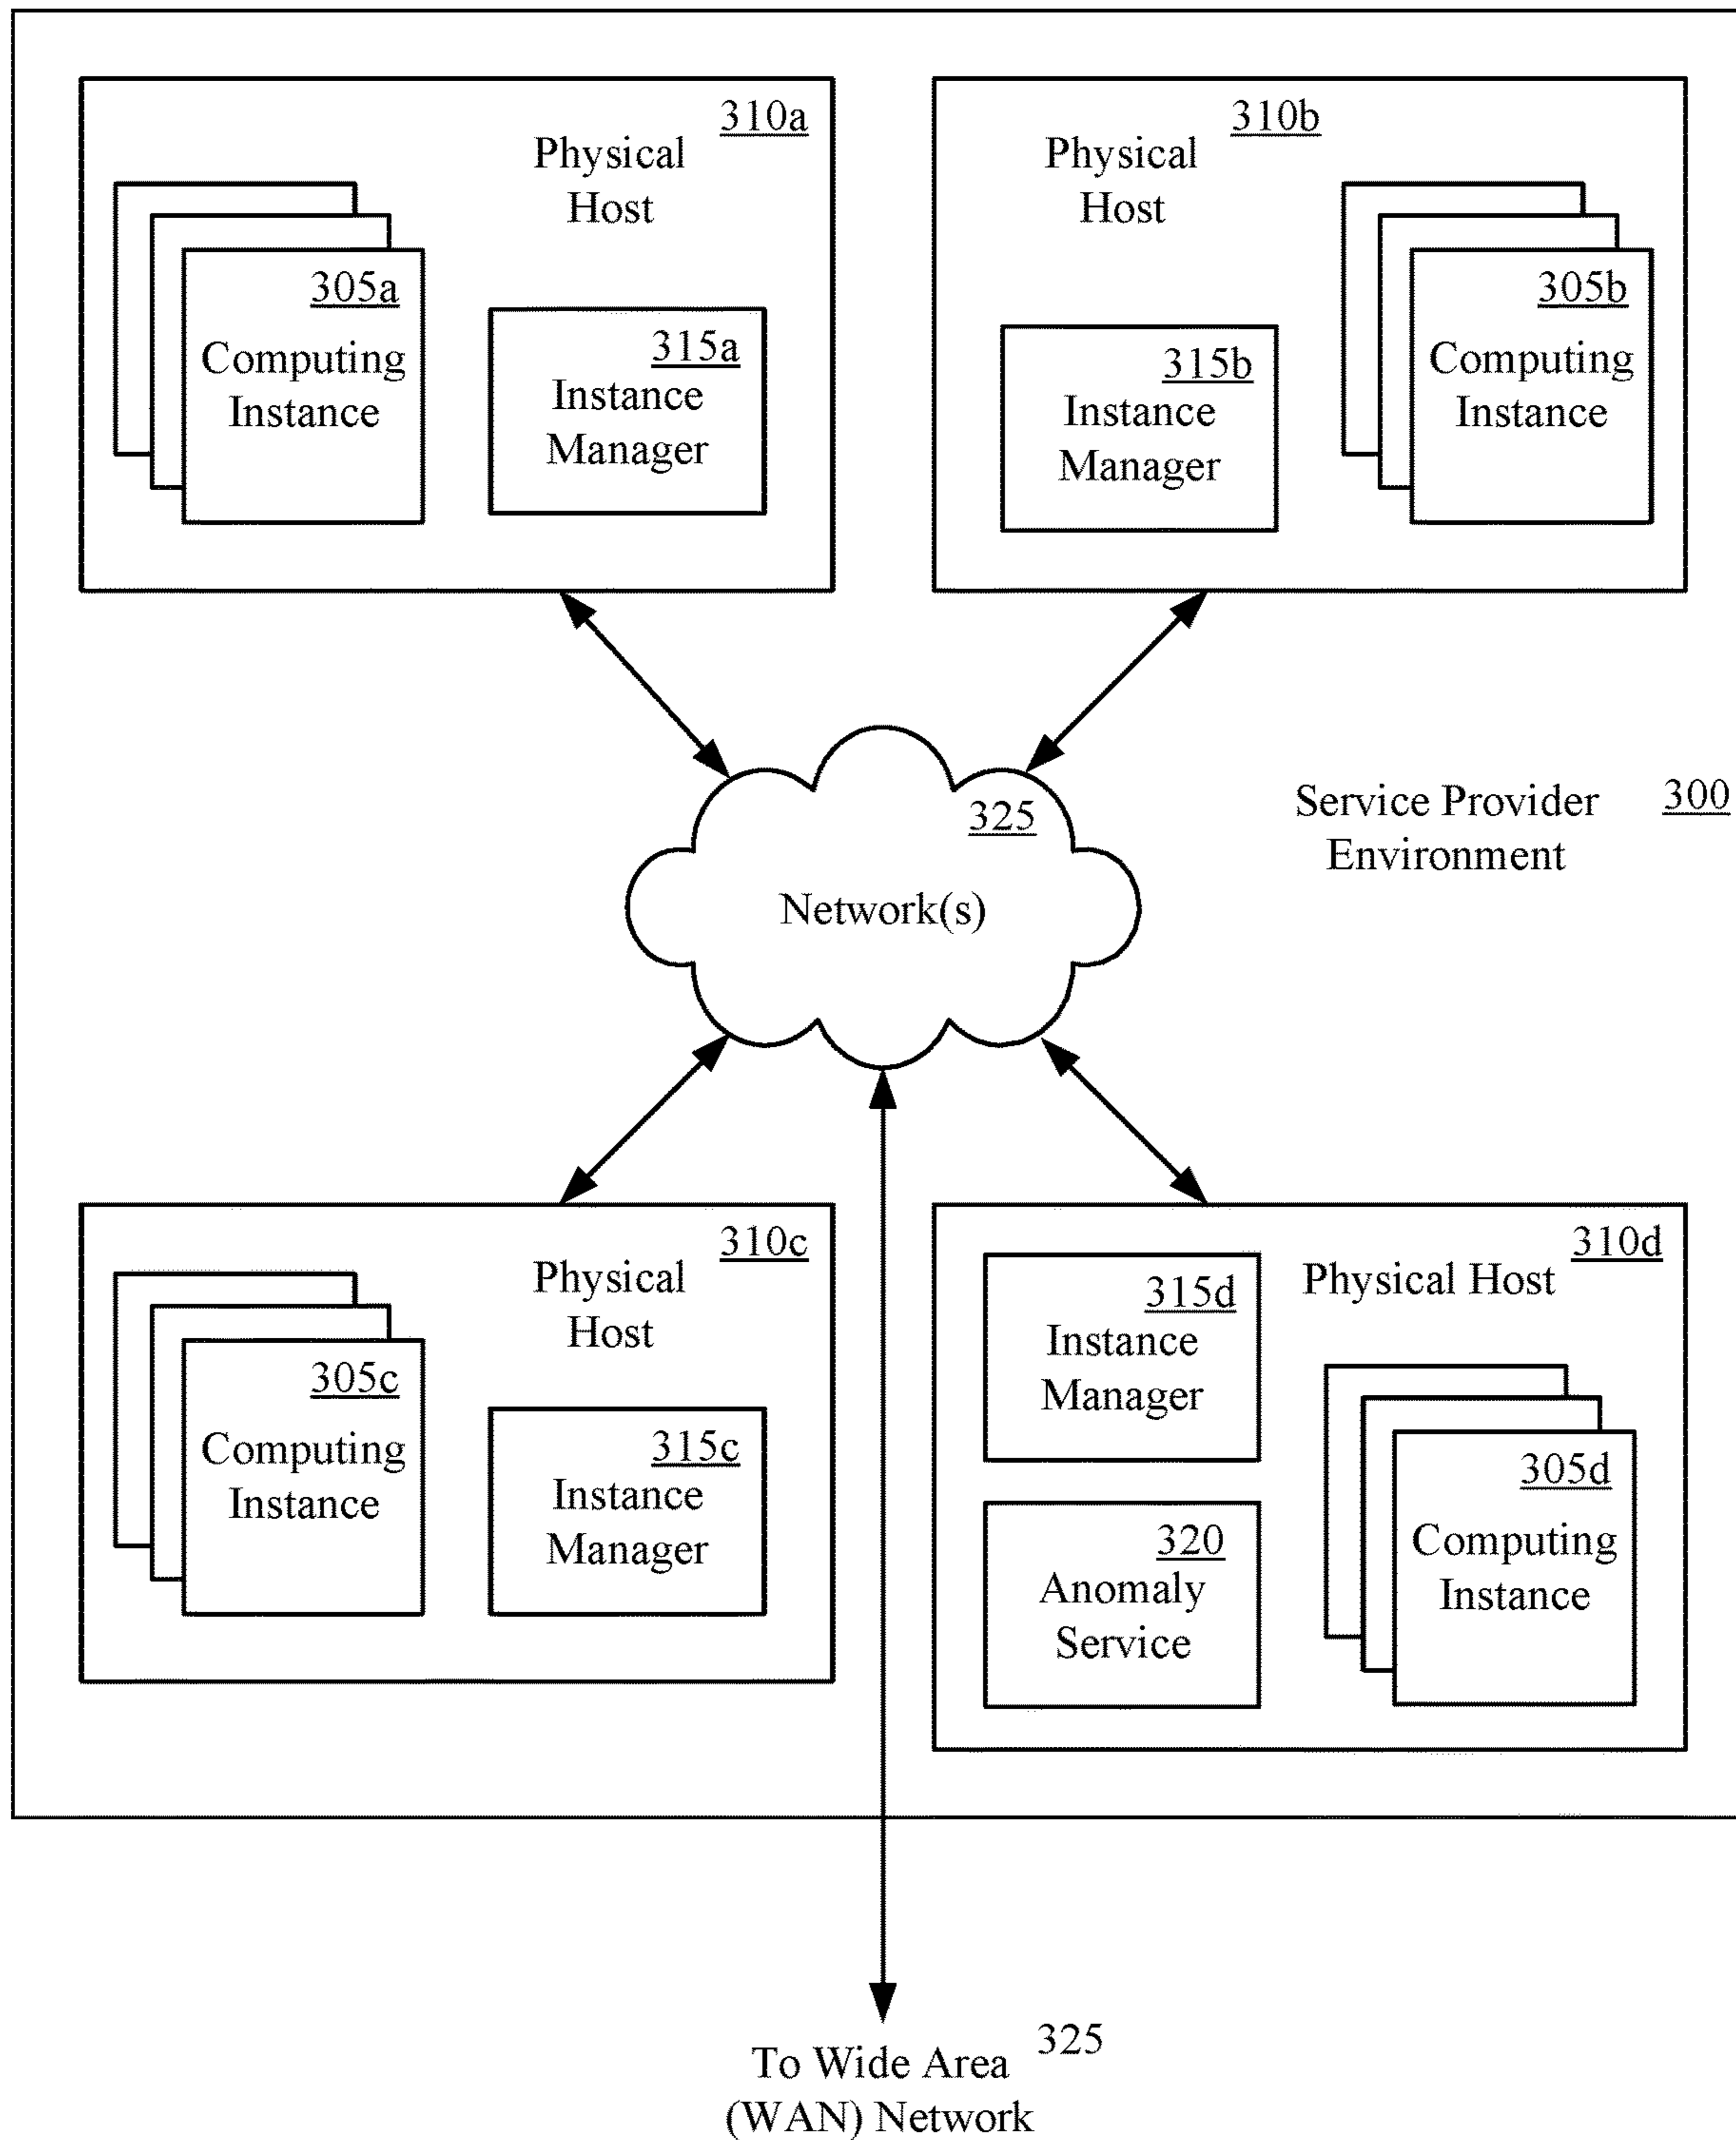 310a
Physical
Host
305a
Computing
Instance
315a
Instance
Manager
310b
Physical
Host
315b
Instance
Manager
305b
Computing
Instance
325
Network(s)
Service Provider 300
Environment
310c
Physical
Host
305c
Computing
Instance
315c
Instance
Manager
310d
Physical Host
315d
Instance
Manager
320
Anomaly
Service
305d
Computing
Instance
To Wide Area 325
(WAN) Network